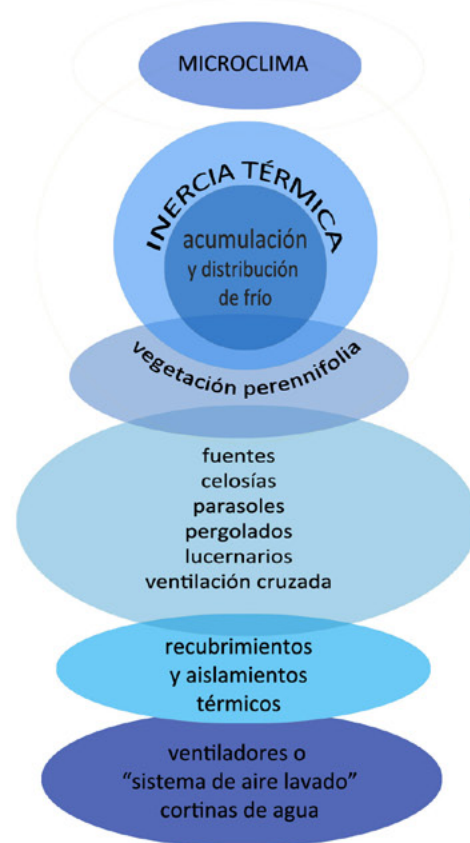 MICROCLIMA
INERCIA TÉRMICA
acumulación
y distribución
de frío
vegetación perennifolia
fuentes
celosías
parasoles
pergolados
lucernarios
ventilación cruzada
recubrimientos
y aislamientos
térmicos
ventiladores o
“sistema de aire lavado”
cortinas de agua